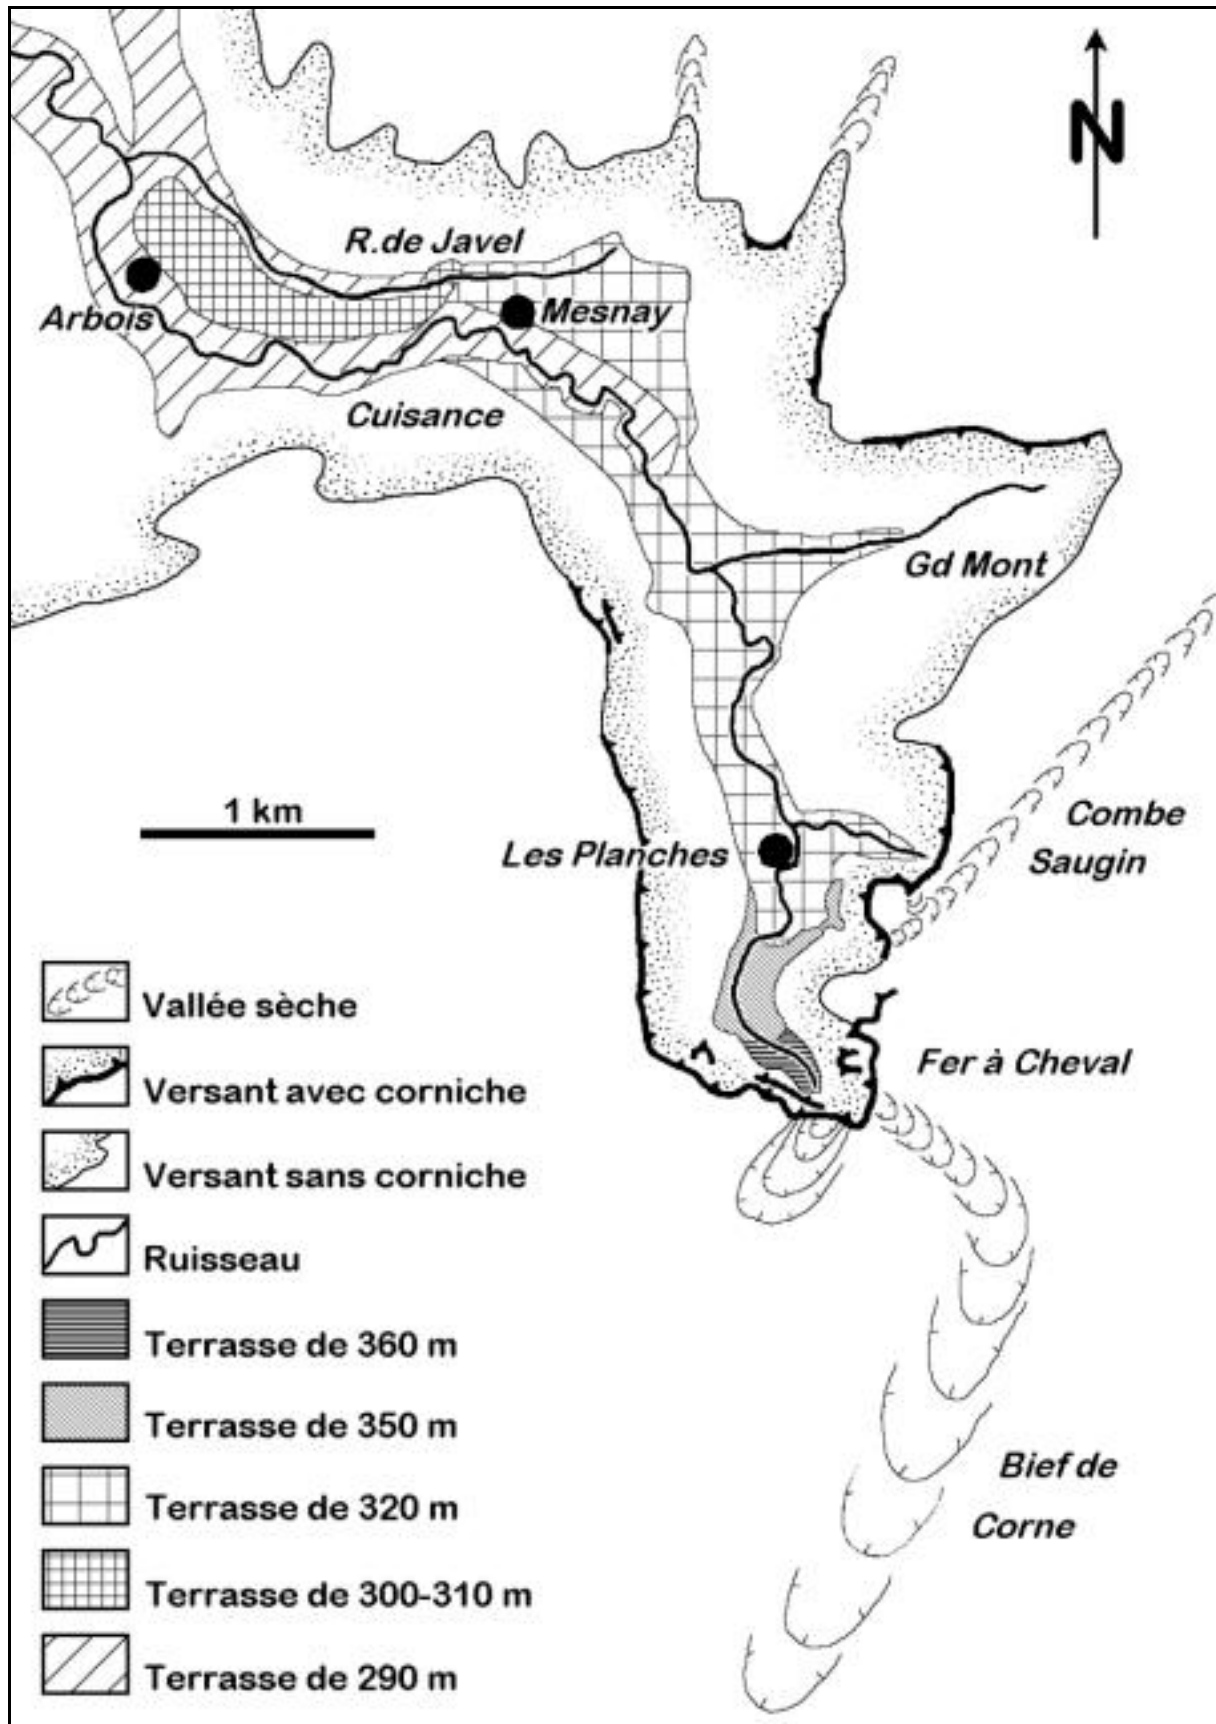 N
R.de Javel
Arbois
Mesnay
Cuisance
Gd Mont
1 km
Combe
Saugin
Les Planches
Fer à Cheval
Bief de
Corne
Vallée sèche
Versant avec corniche
Versant sans corniche
Ruisseau
Terrasse de 360 m
Terrasse de 350 m
Terrasse de 320 m
Terrasse de 300-310 m
Terrasse de 290 m